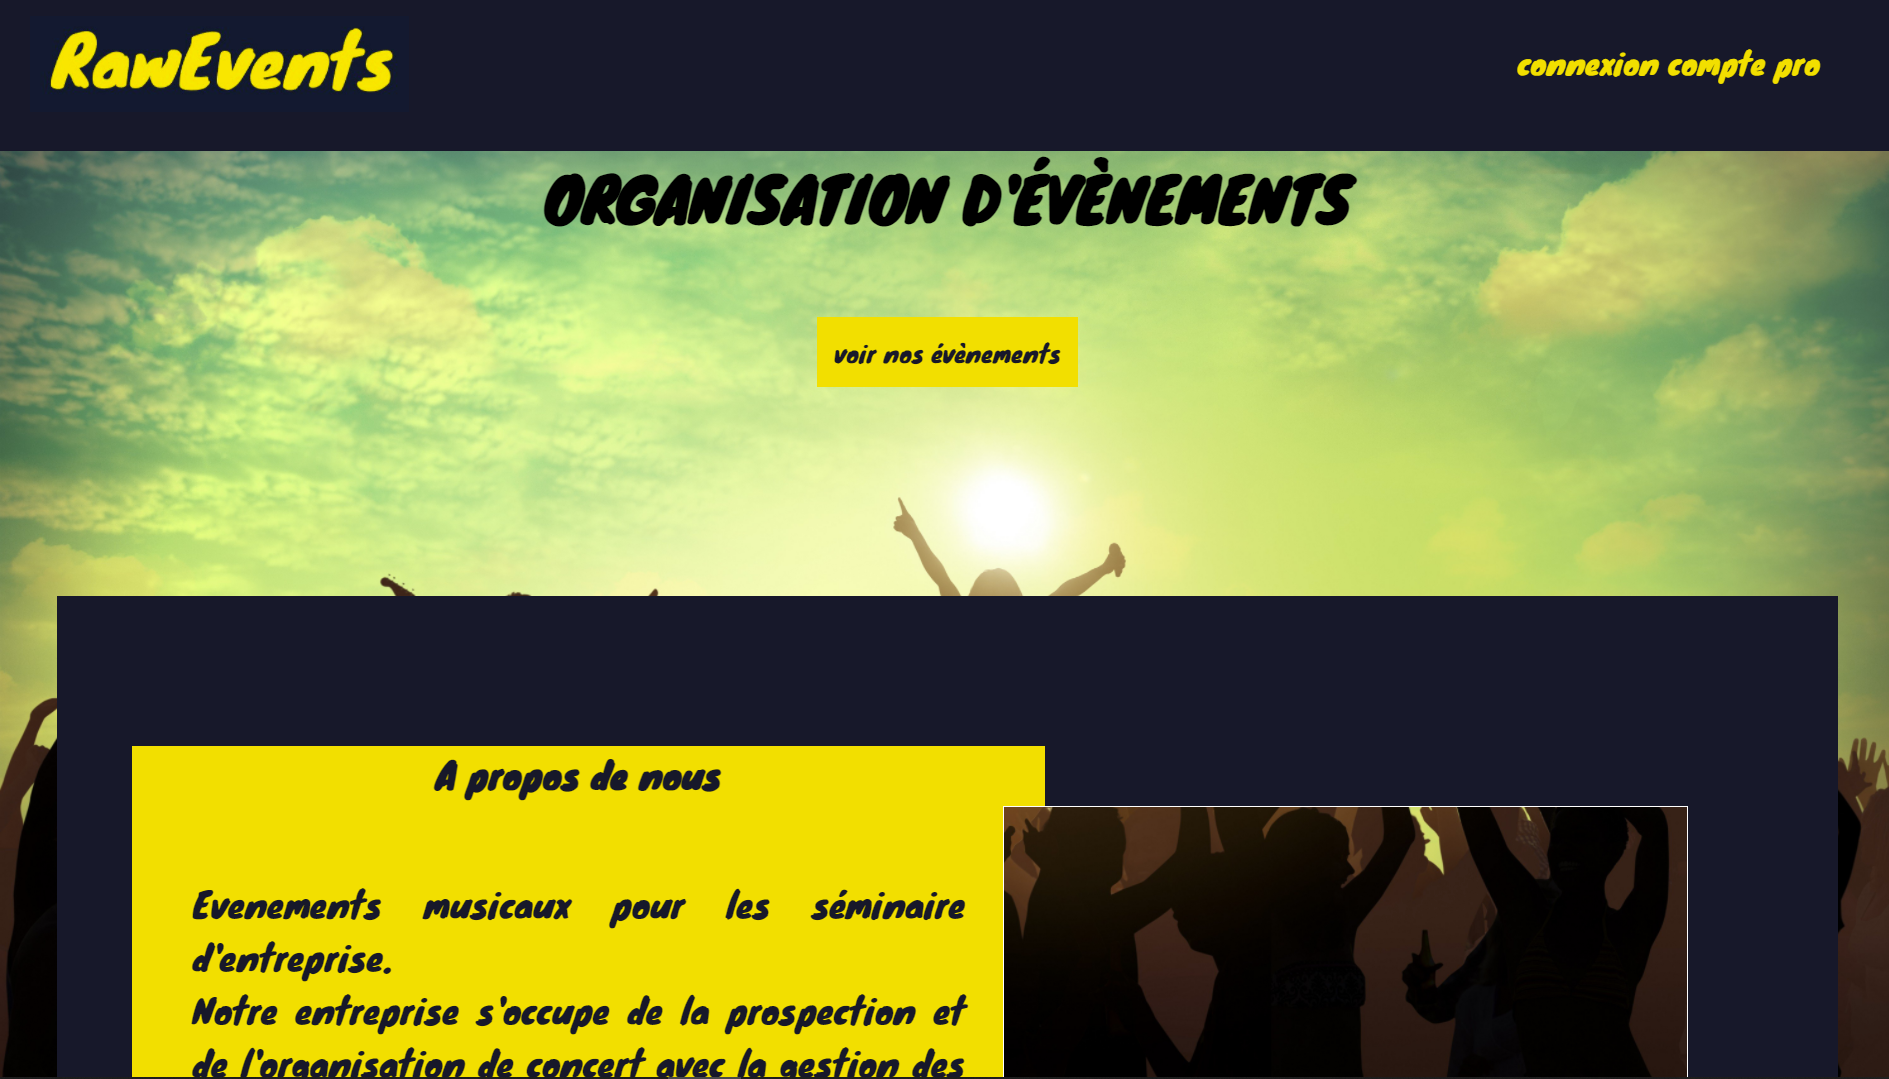 RawEvents
connexion compte pro
ORGANISATION D'ÉVÈNEMENTS
voir nos évènements
A propos de nous
Evenements musicaux pour les séminaire
d'entreprise.
Notre entreprise s'occupe de la prospection et
de l'organisation de concert avec la gestion des